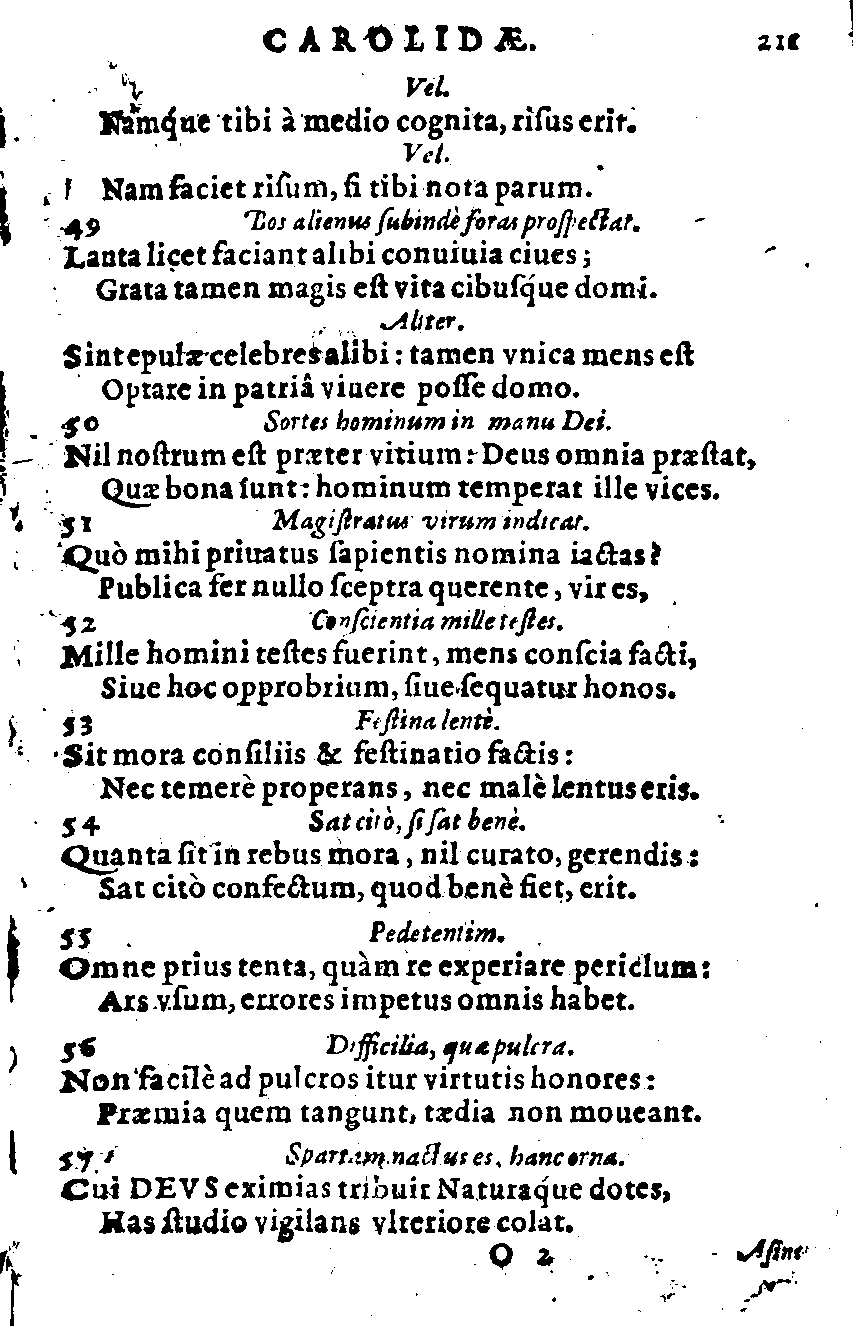 CAROLIDÆ. 211
Vel.
Namq́ue tibi à medio cognita, risus erit.
Vel.
Nam faciet risum, si tibi nota parum.
49 Bos alienus subindè foras prospectat.
Lauta licet faciant alibi conuiuia ciues;
Grata tamen magis est vita cibusq́ue domi.
Aliter.
Sint epulæ celebres alibi: tamen vnica mens est
Optare in patriâ viuere posse domo.
50 Sortes hominum in manu Dei.
Nil nostrum est præter vitium: Deus omnia præstat,
Quæ bona sunt: hominum temperat ille vices.
51 Magistratus virum indicat.
Quò mihi priuatus sapientis nomina iactas?
Publica fer nullo sceptra querente, vir es,
52 Conscientia mille testes.
Mille homini testes fuerint, mens conscia facti,
Siue hoc opprobrium, siue sequatur honos.
53 Festina lentè.
Sit mora consiliis & festinatio factis:
Nec temerè properans, nec malè lentus eris.
54 Sat citò, si sat benè.
Quanta sit in rebus mora, nil curato, gerendis:
Sat citò confectum, quod benè fiet, erit.
55 Pedetentim.
Omne prius tenta, quàm re experiare periclum:
Ars vsum, errores impetus omnis habet.
56 Difficilia, quæ pulcra.
Non facilè ad pulcros itur virtutis honores:
Præmia quem tangunt, tædia non moueant.
57 Spartam nactus es, hanc orna.
Cui DEVS eximias tribuit Naturaq́ue dotes,
Has studio vigilans vlteriore colat.
O 2 Asine